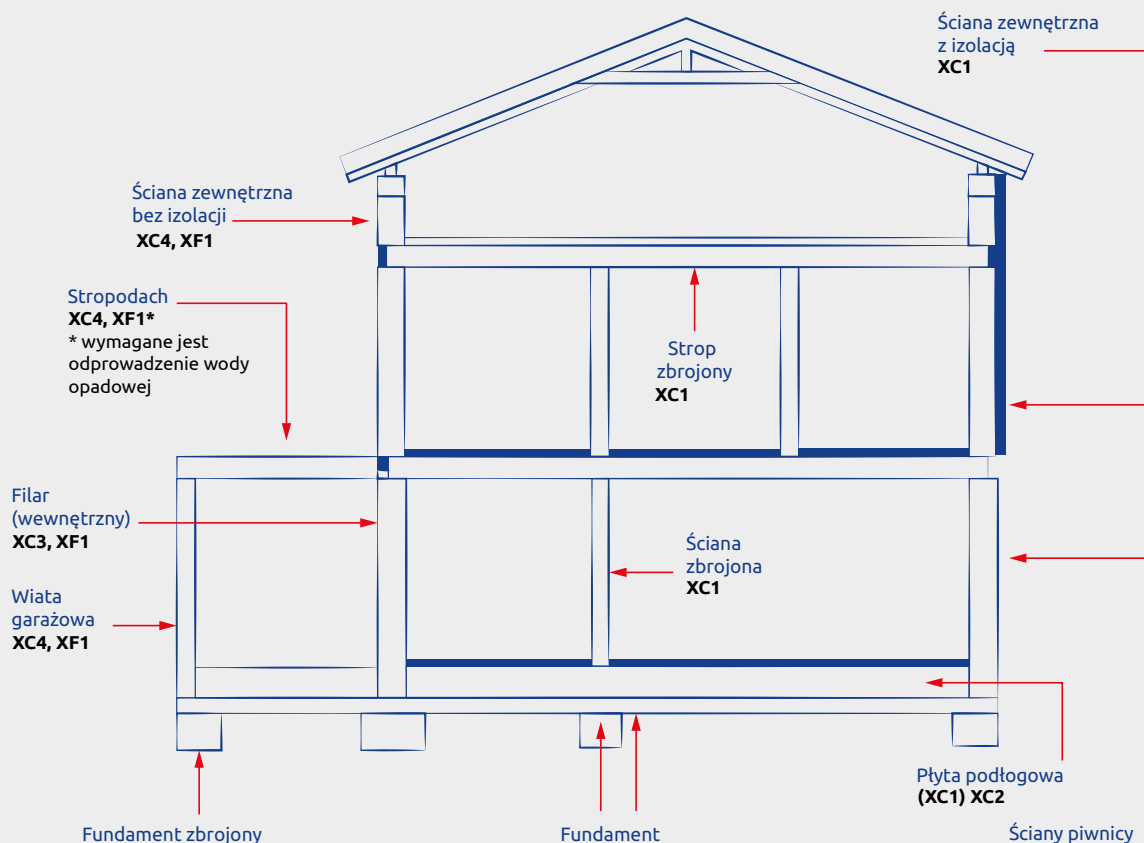 Ściana zewnętrzna
z izolacją
XC1
Ściana zewnętrzna
bez izolacji
XC4, XF1
Stropodach
XC4, XF1*
* wymagane jest
odprowadzenie wody
opadowej
Strop
zbrojony
XC1
Filar
(wewnętrzny)
XC3, XF1
Ściana
zbrojona
XC1
Wiata
garażowa
XC4, XF1
Płyta podłogowa
(XC1) XC2
Fundament zbrojony
Fundament
Ściany piwnicy